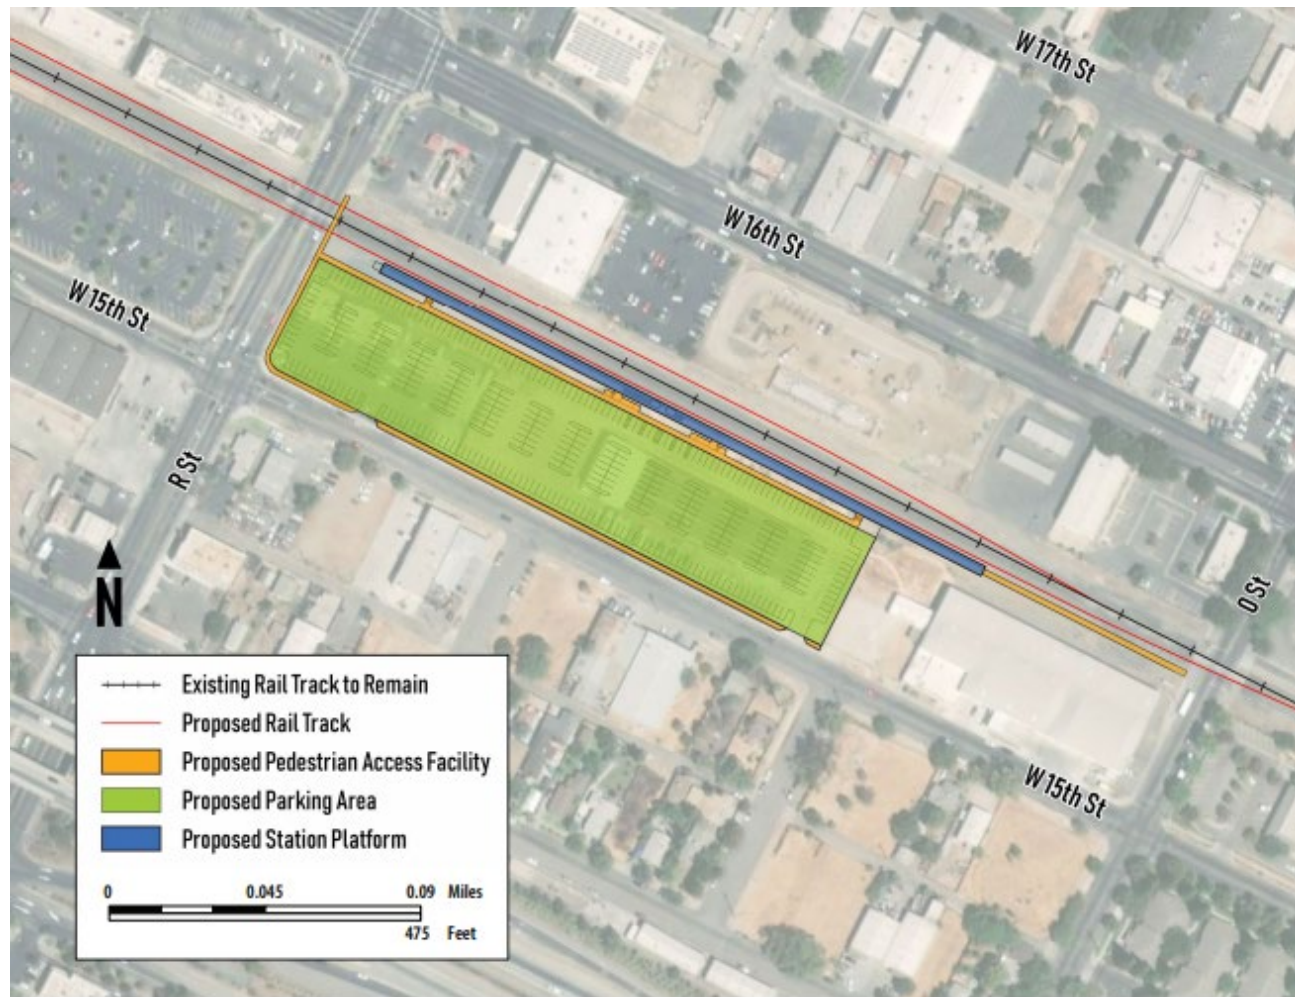 W 17th St
W 16th St
W 15th St
R St
O St
N
W 15th St
Existing Rail Track to Remain
Proposed Rail Track
Proposed Pedestrian Access Facility
Proposed Parking Area
Proposed Station Platform
0 0.045 0.09 Miles
475 Feet